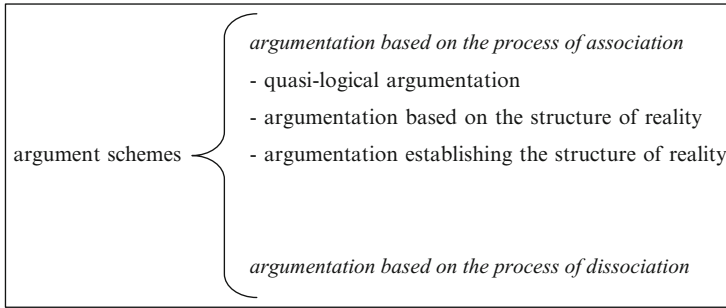 argumentation based on the process of association
- quasi-logical argumentation
- argumentation based on the structure of reality
argument schemes
- argumentation establishing the structure of reality
argumentation based on the process of dissociation